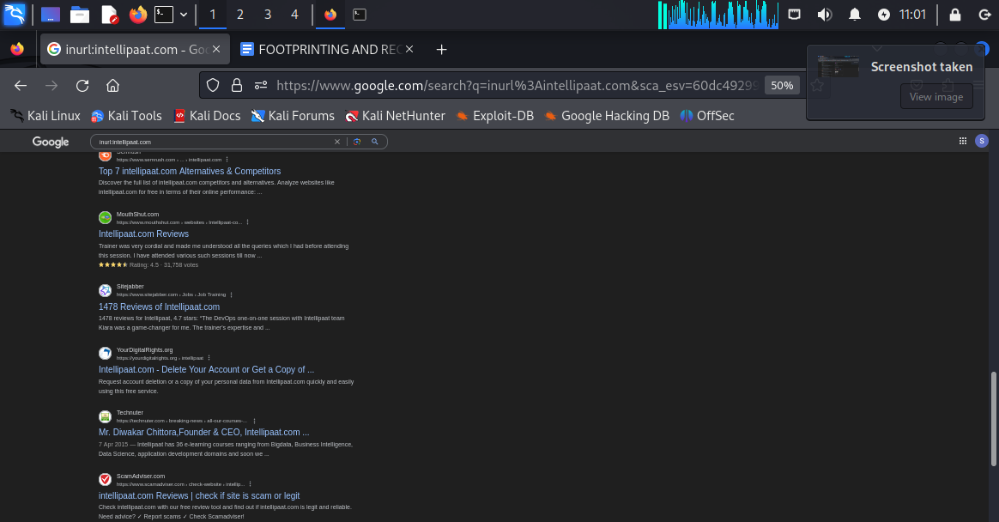 1 2 3 4 11:01
inurl:intellipaat.com - Goo
FOOTPRINTING AND REC
Screenshot taken
View image
https://www.google.com/search?q=inurl%3Aintellipaat.com&sca_esv=60dc49299
50%
Kali Linux Kali Tools Kali Docs Kali Forums Kali NetHunter Exploit-DB Google Hacking DB OffSec
Google inurl:intellipaat.com S
Semrush
https://www.semrush.com › ... › intellipaat.com
Top 7 intellipaat.com Alternatives & Competitors
Discover the full list of intellipaat.com competitors and alternatives. Analyze websites like
intellipaat.com for free in terms of their online performance: ...
MouthShut.com
https://www.mouthshut.com › websites › Intellipaat-co...
Intellipaat.com Reviews
Trainer was very cordial and made me understood all the queries which I had before attending
this session. I have attended various such sessions till now ...
Rating: 4.5 · 31,758 votes
Sitejabber
https://www.sitejabber.com › Jobs › Job Training
1478 Reviews of Intellipaat.com
1478 reviews for Intellipaat, 4.7 stars: “The DevOps one-on-one session with Intellipaat team
Kiara was a game-changer for me. The trainer's expertise and ...
YourDigitalRights.org
https://yourdigitalrights.org › intellipaat
Intellipaat.com - Delete Your Account or Get a Copy of ...
Request account deletion or a copy of your personal data from Intellipaat.com quickly and easily
using this free service.
Technuter
https://technuter.com › breaking-news › all-our-courses-...
Mr. Diwakar Chittora,Founder & CEO, Intellipaat.com ...
7 Apr 2015 — Intellipaat has 36 e-learning courses ranging from Bigdata, Business Intelligence,
Data Science, application development domains and soon we ...
ScamAdviser.com
https://www.scamadviser.com › check-website › intellip...
intellipaat.com Reviews | check if site is scam or legit
Check intellipaat.com with our free review tool and find out if intellipaat.com is legit and reliable.
Need advice? ✓ Report scams ✓ Check Scamadviser!